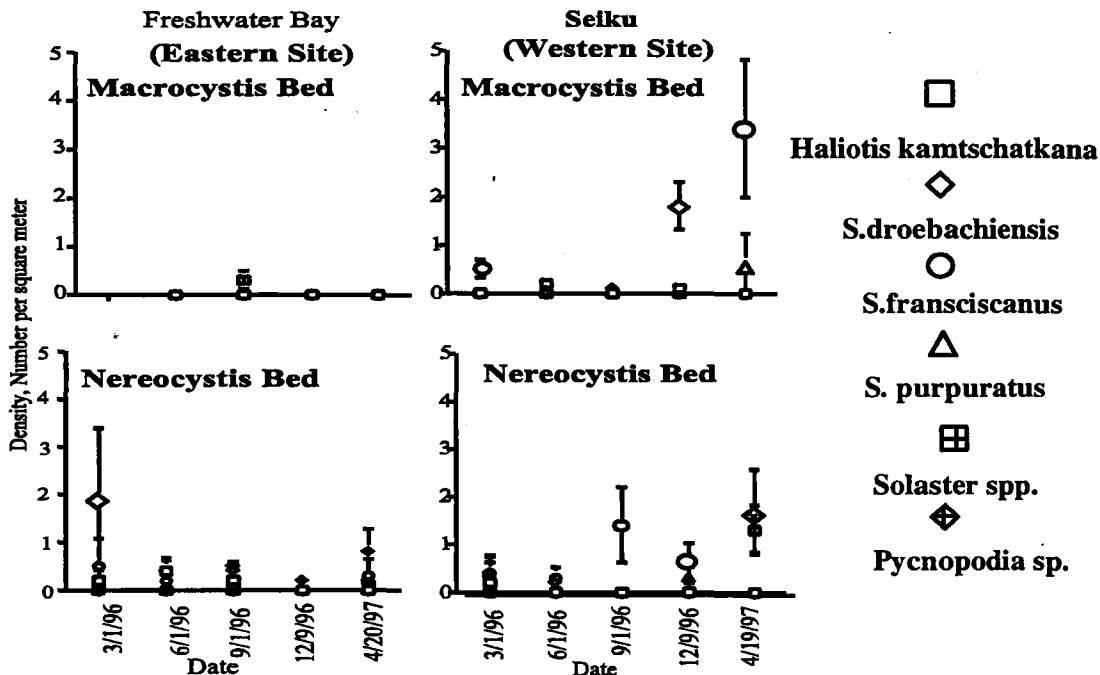 Freshwater Bay
(Eastern Site)
Seiku
(Western Site)
Density, Number per square meter
Macrocystis Bed
5
4
3
2
1
0
Macrocystis Bed
5
4
3
2
1
0
Nereocystis Bed
5
4
3
2
1
0
3/1/96
6/1/96
9/1/96
12/9/96
4/20/97
Date
Nereocystis Bed
5
4
3
2
1
0
3/1/96
6/1/96
9/1/96
12/9/96
4/19/97
Date
Haliotis kamtschatkana
S.droebachiensis
S.fransciscanus
S. purpuratus
Solaster spp.
Pycnopodia sp.